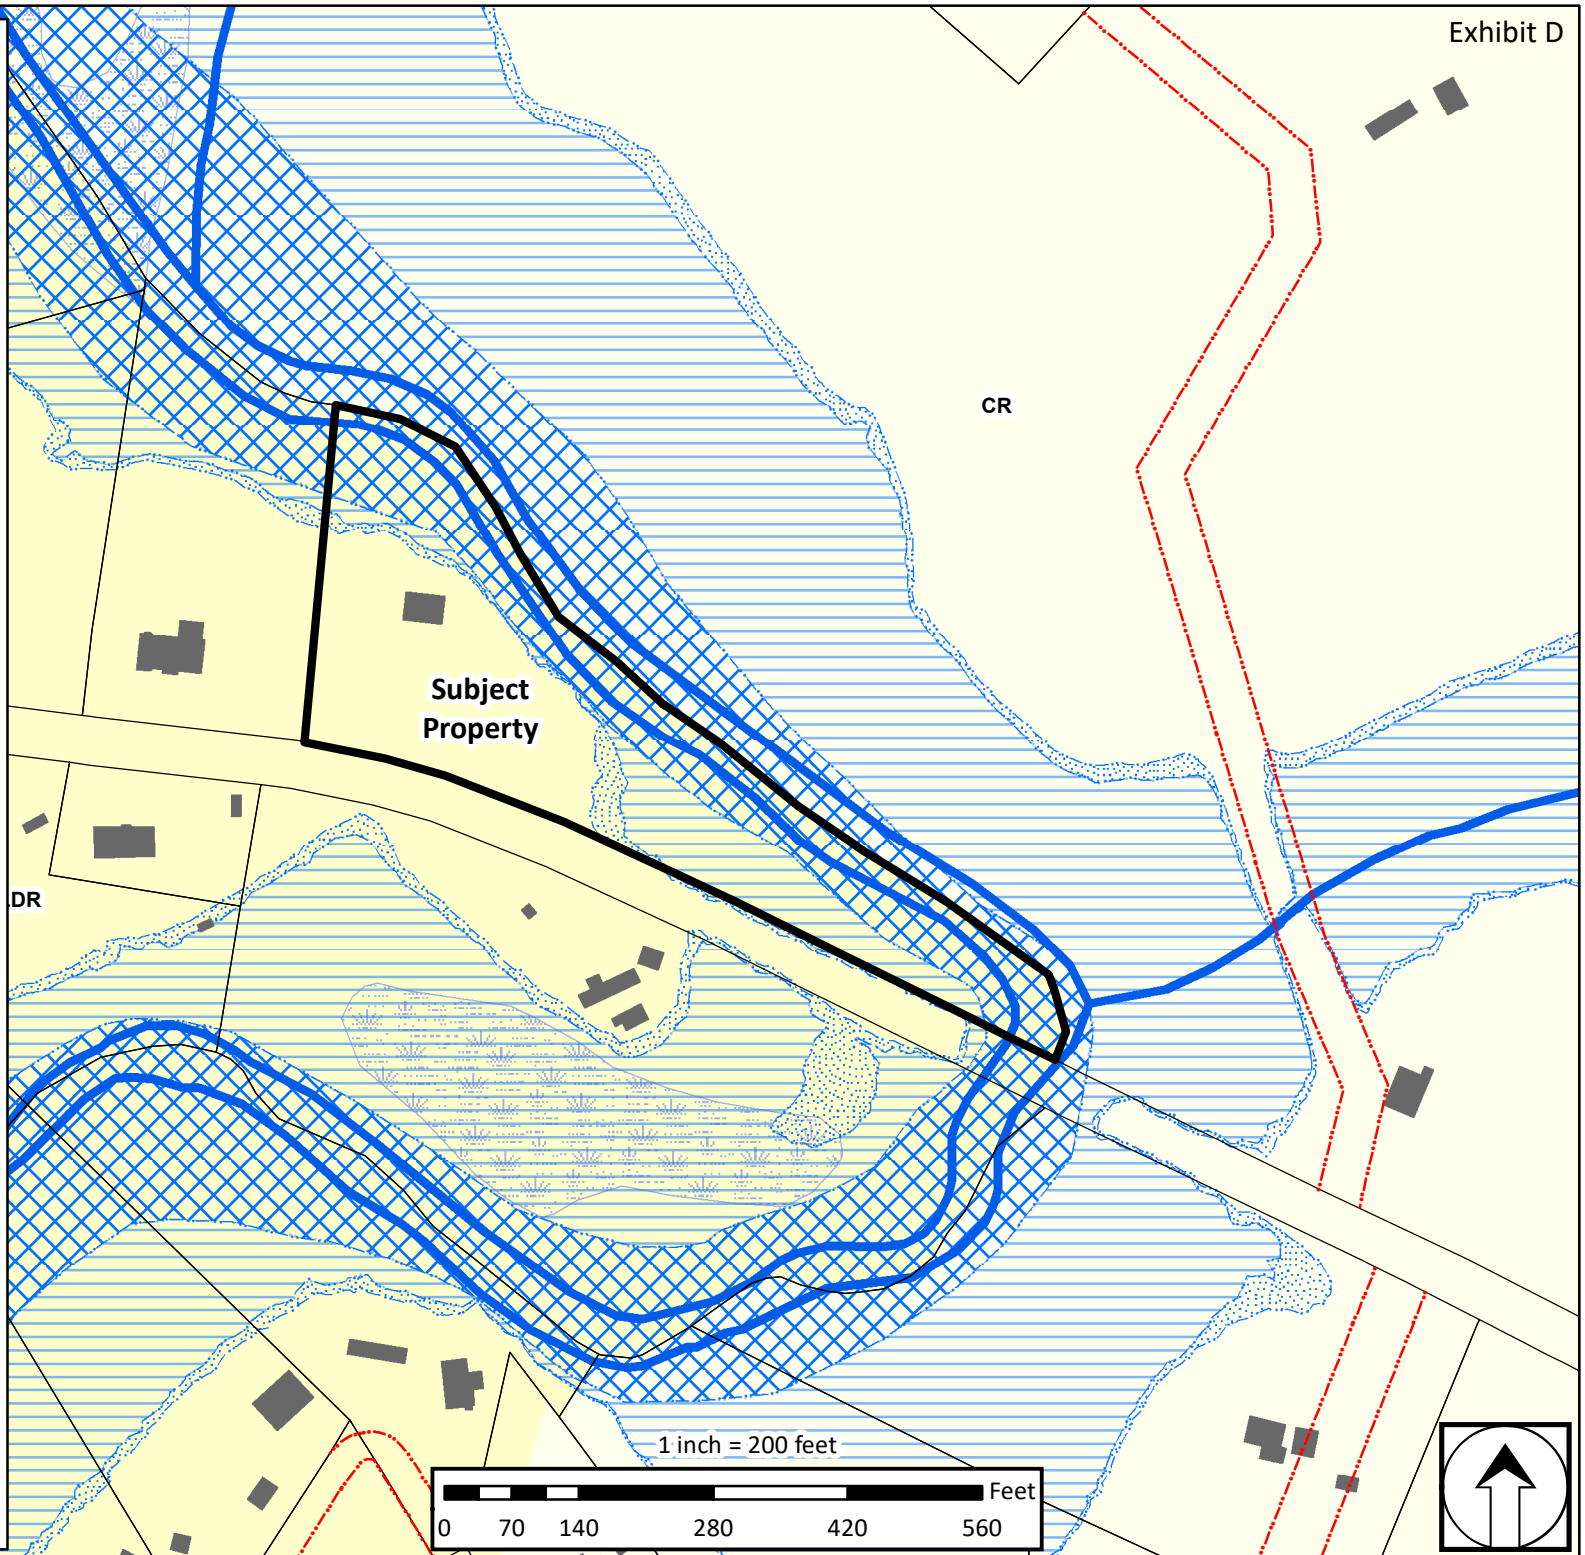 Exhibit D
CR
Subject
Property
DR
1 inch = 200 feet
Feet
0 70 140 280 420 560